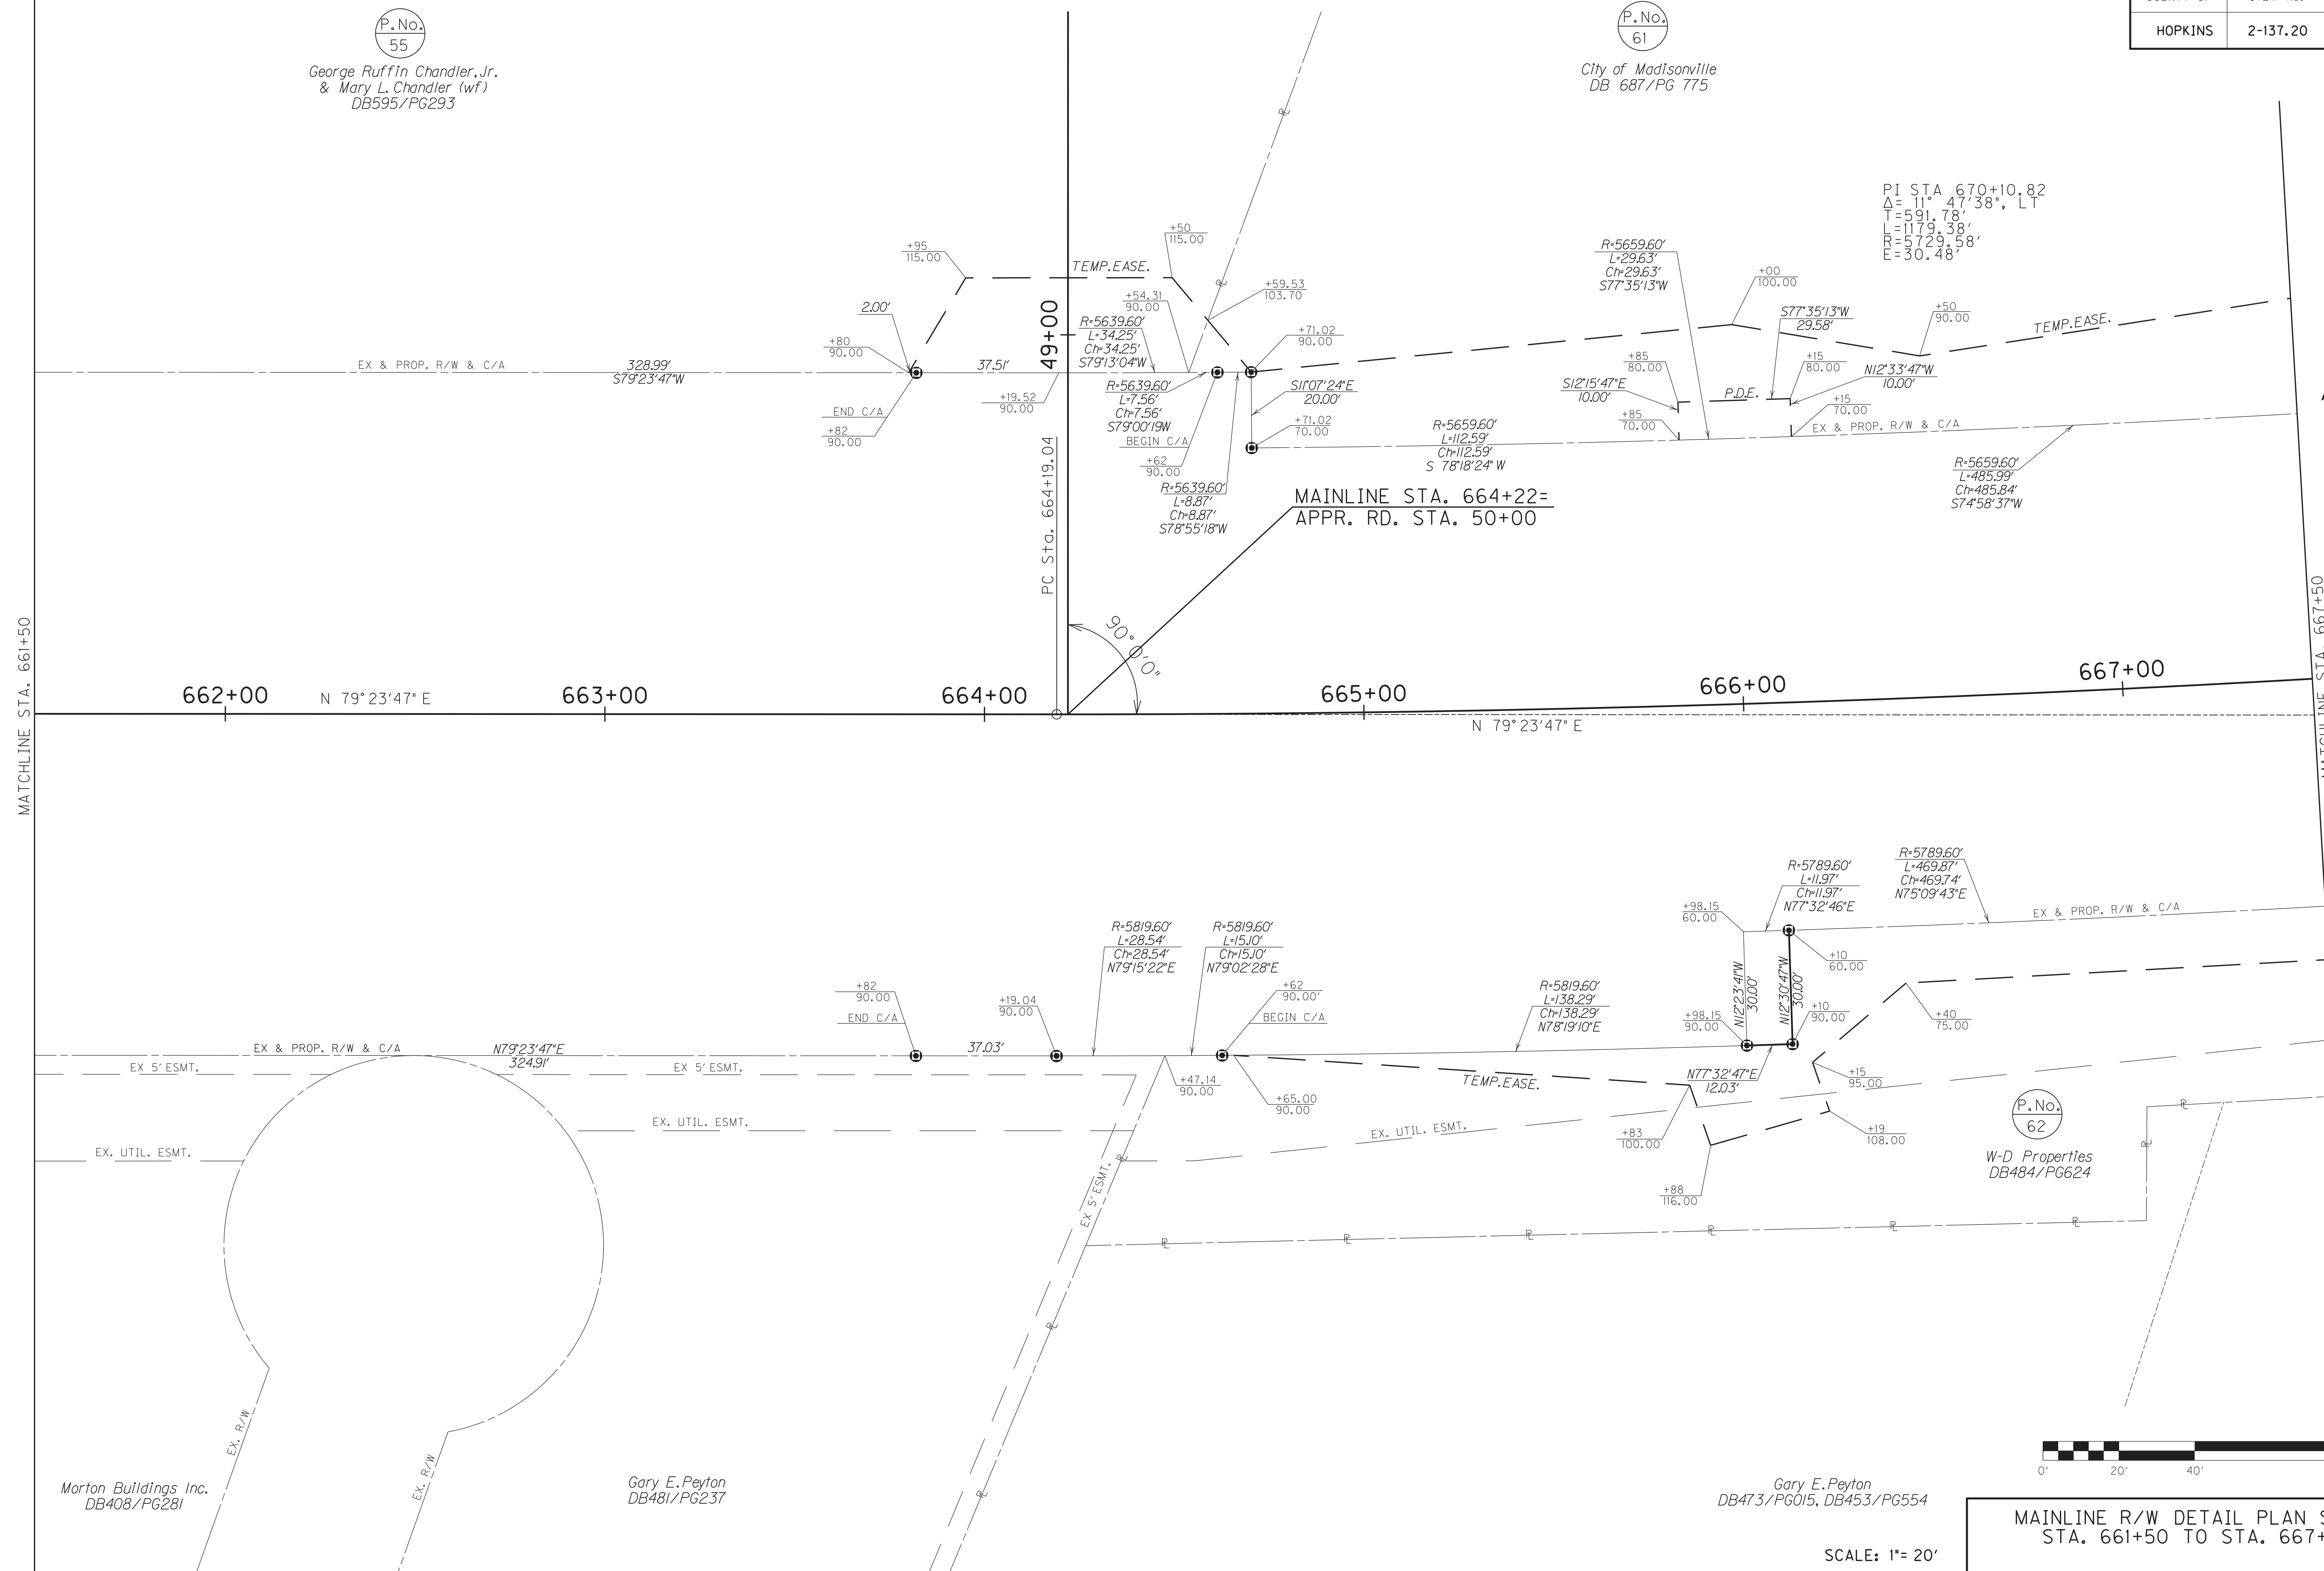 HOPKINS 2-137.20
P.No.
55
George Ruffin Chandler,Jr.
& Mary L.Chandler (wf)
DB595/PG293
P.No.
61
City of Madisonville
DB 687/PG 775
PI STA 670+10.82
Δ= 11° 47'38", LT
T=591.78'
L=1179.38'
R=5729.58'
E=30.48'
+95
115.00
+50
115.00
TEMP.EASE.
2.00'
+80
90.00
EX & PROP. R/W & C/A
328.99'
S79°23'47"W
END C/A
+82
90.00
37.51'
+19.52
90.00
49+00
R=5639.60'
L=34.25'
Ch=34.25'
S79°13'04"W
+54.31
90.00
+59.53
103.70
+71.02
90.00
R=5639.60'
L=7.56'
Ch=7.56'
S79°00'19W
BEGIN C/A
+62
90.00
R=5639.60'
L=8.87'
Ch=8.87'
S78°55'18"W
S11°07'24"E
20.00'
+71.02
70.00
R=5659.60'
L=112.59'
Ch=112.59'
S 78°18'24" W
R=5659.60'
L=29.63'
Ch=29.63'
S77°35'13"W
+00
100.00
S77°35'13"W
29.58'
+50
90.00
TEMP.EASE.
+85
80.00
S12°15'47"E
10.00'
+85
70.00
P.D.E.
+15
80.00
N12°33'47"W
10.00'
+15
70.00
EX & PROP. R/W & C/A
R=5659.60'
L=485.99'
Ch=485.84'
S74°58'37"W
PC Sta. 664+19.04
MAINLINE STA. 664+22=
APPR. RD. STA. 50+00
90°0'0"
MATCHLINE STA. 661+50
MATCHLINE STA. 667+50
662+00
N 79°23'47" E
663+00
664+00
665+00
666+00
667+00
N 79°23'47" E
R=5819.60'
L=28.54'
Ch=28.54'
N79°15'22"E
R=5819.60'
L=15.10'
Ch=15.10'
N79°02'28"E
+82
90.00
END C/A
+19.04
90.00
+62
90.00'
BEGIN C/A
37.03'
EX & PROP. R/W & C/A
N79°23'47"E
324.91'
EX 5' ESMT.
EX 5' ESMT.
+47.14
90.00
+65.00
90.00
TEMP.EASE.
R=5819.60'
L=138.29'
Ch=138.29'
N78°19'10"E
R=5789.60'
L=11.97'
Ch=11.97'
N77°32'46"E
R=5789.60'
L=469.87'
Ch=469.74'
N75°09'43"E
+98.15
60.00
N12°23'41"W
30.00'
N12°30'47"W
30.00'
+10
60.00
+98.15
90.00
+10
90.00
EX & PROP. R/W & C/A
N77°32'47"E
12.03'
+40
75.00
+15
95.00
+83
100.00
+19
108.00
+88
116.00
EX. UTIL. ESMT.
EX. UTIL. ESMT.
EX. UTIL. ESMT.
EX 5' ESMT.
P.No.
62
W-D Properties
DB484/PG624
EX. R/W
EX. R/W
Morton Buildings Inc.
DB408/PG281
Gary E.Peyton
DB481/PG237
Gary E.Peyton
DB473/PG015, DB453/PG554
0' 20' 40'
SCALE: 1"= 20'
MAINLINE R/W DETAIL PLAN
STA. 661+50 TO STA. 667+